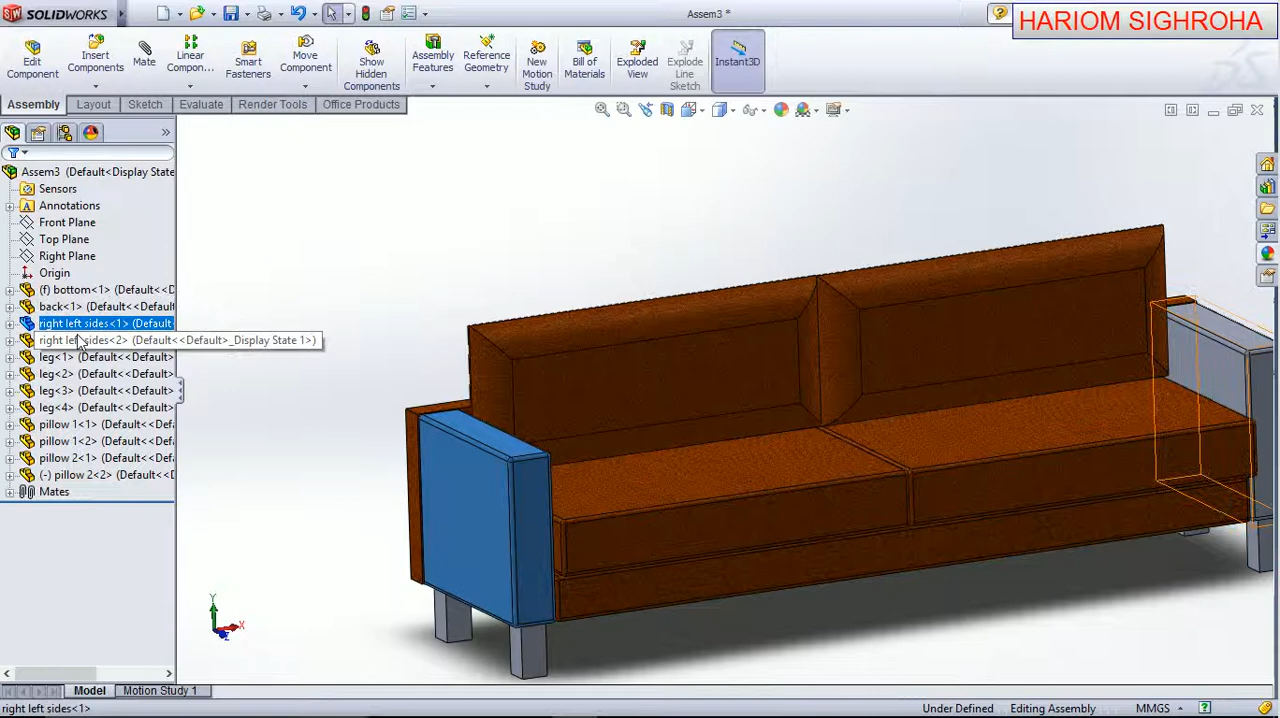 SOLIDWORKS
Assem3 *
HARIOM SIGHROHA
Edit Component
Insert Components
Mate
Linear Compon...
Smart Fasteners
Move Component
Show Hidden Components
Assembly Features
Reference Geometry
New Motion Study
Bill of Materials
Exploded View
Explode Line Sketch
Instant3D
Assembly
Layout
Sketch
Evaluate
Render Tools
Office Products
Assem3 (Default<Display State
Sensors
Annotations
Front Plane
Top Plane
Right Plane
Origin
(f) bottom<1> (Default<<D
back<1> (Default<<Defaul
right left sides<1> (Default
right left sides<2> (Default<<Default>_Display State 1>)
leg<1> (Default<<Default>
leg<2> (Default<<Default>
leg<3> (Default<<Default>
leg<4> (Default<<Default>
pillow 1<1> (Default<<Def
pillow 1<2> (Default<<Def
pillow 2<1> (Default<<Def
(-) pillow 2<2> (Default<<D
Mates
Y
X
Z
Model
Motion Study 1
right left sides<1>
Under Defined
Editing Assembly
MMGS